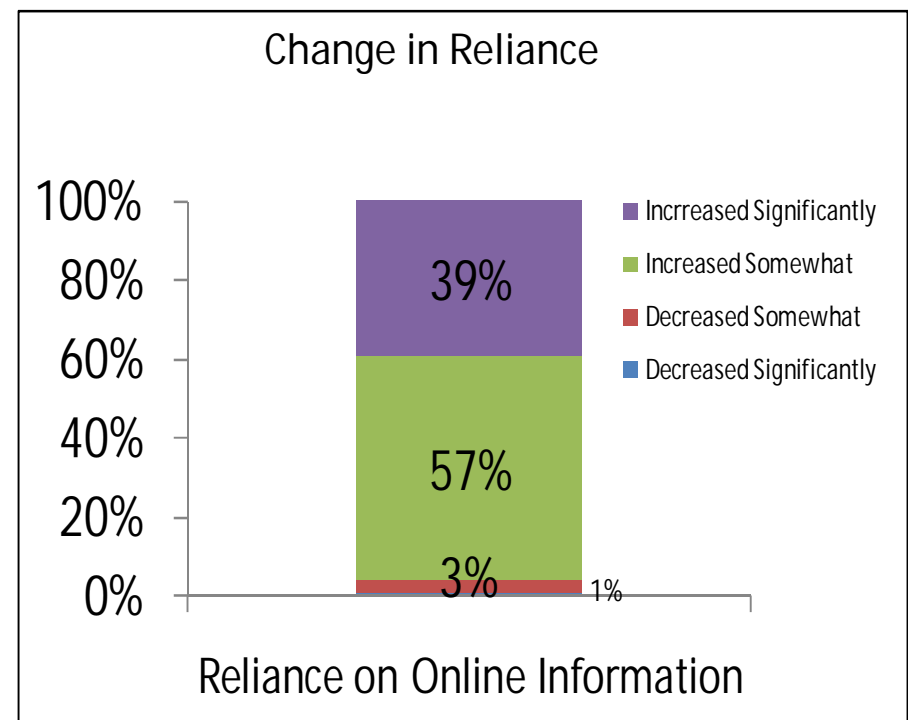 Change in Reliance
100%
80%
60%
40%
20%
0%
39%
57%
3%
1%
Incrreased Significantly
Increased Somewhat
Decreased Somewhat
Decreased Significantly
Reliance on Online Information